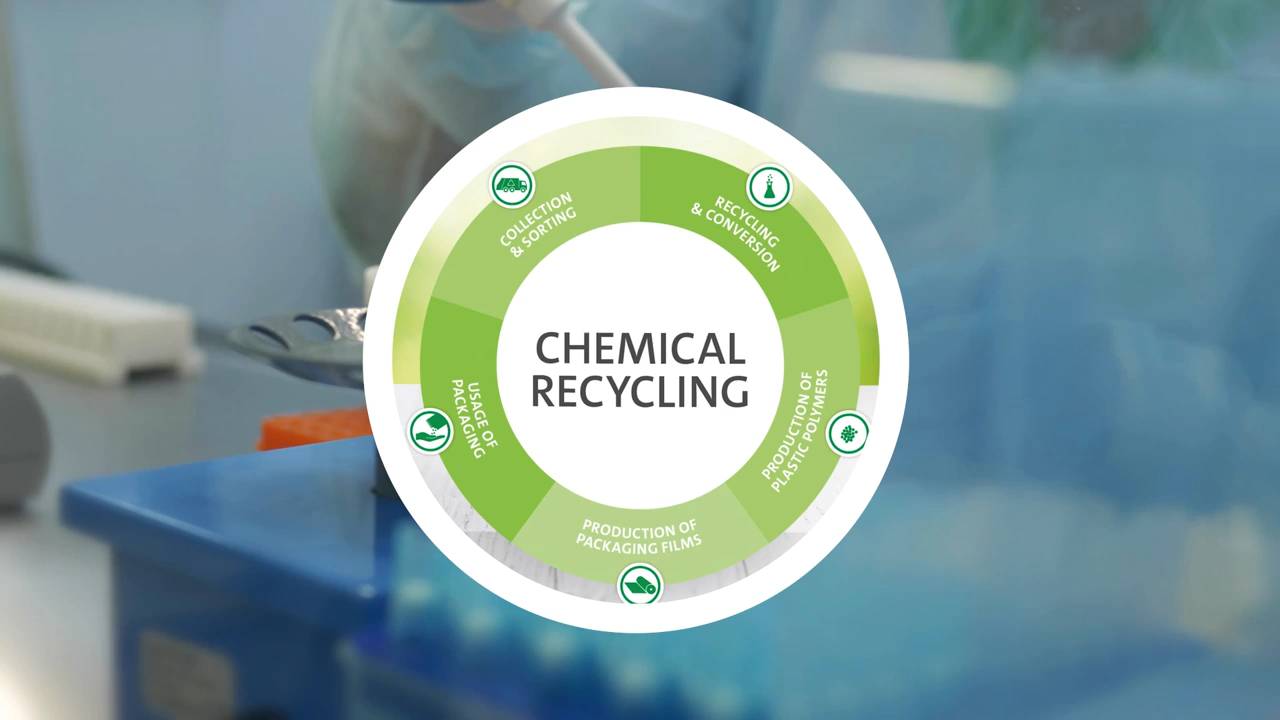 CHEMICAL
RECYCLING
COLLECTION
& SORTING
RECYCLING
& CONVERSION
PRODUCTION OF
PLASTIC POLYMERS
PRODUCTION OF
PACKAGING FILMS
USAGE OF
PACKAGING